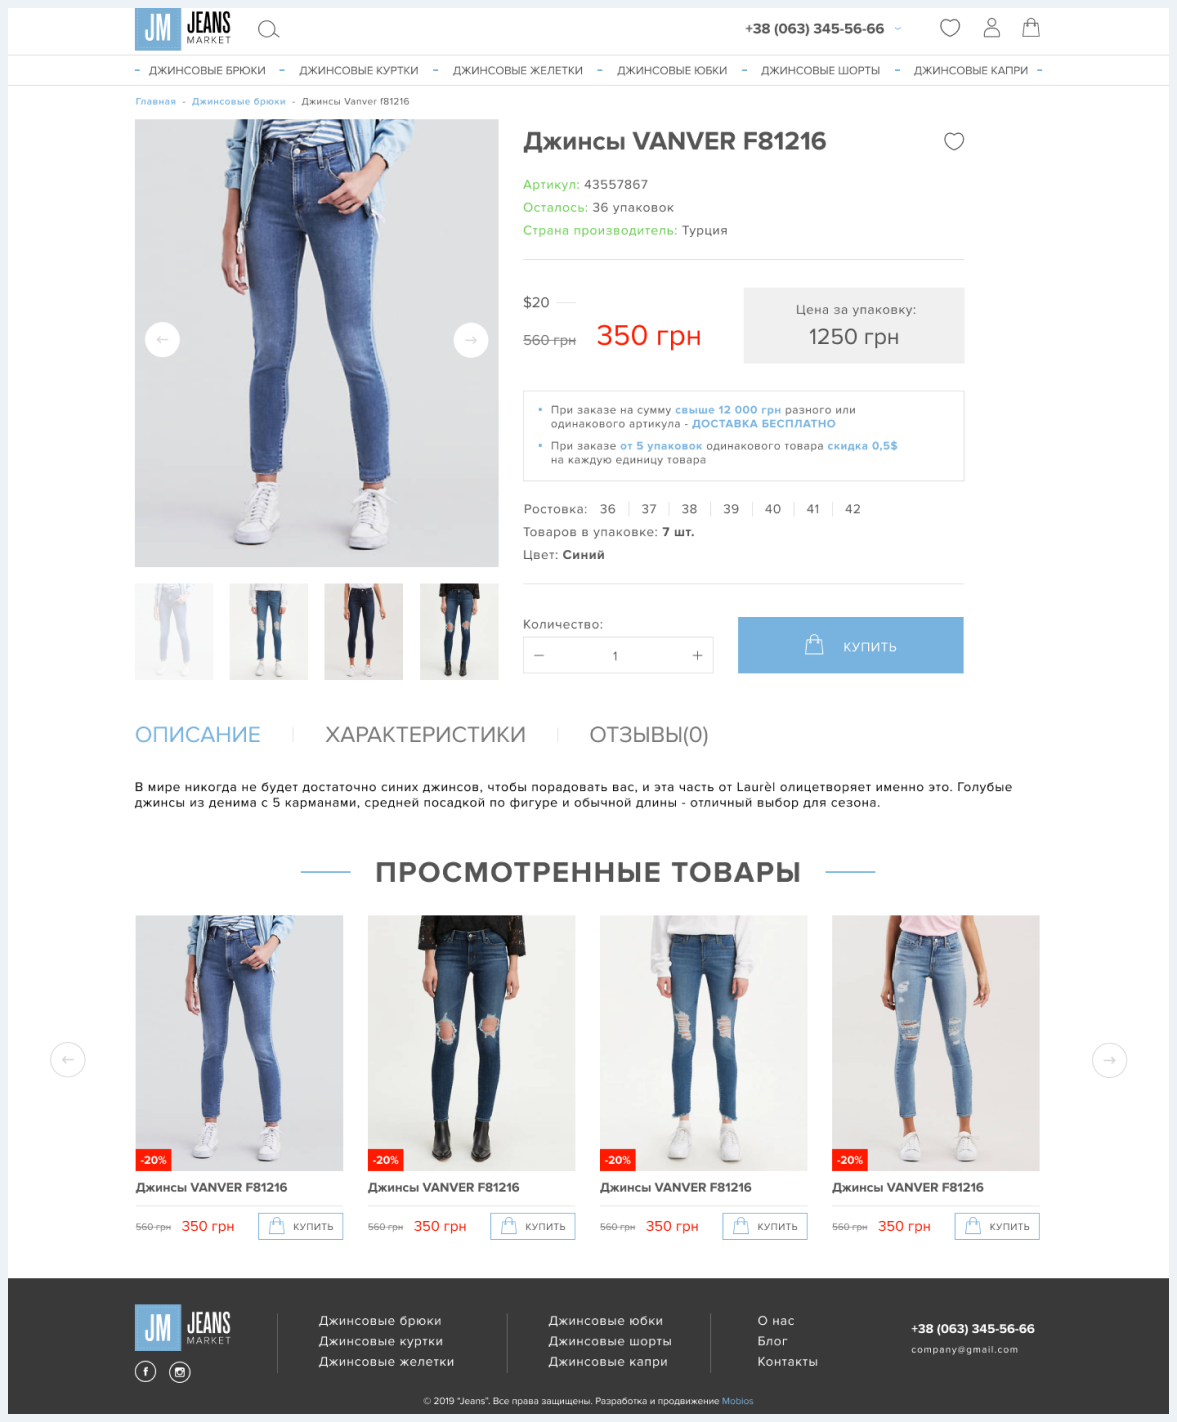 JM JEANS
MARKET
+38 (063) 345-56-66
ДЖИНСОВЫЕ БРЮКИ - ДЖИНСОВЫЕ КУРТКИ - ДЖИНСОВЫЕ ЖЕЛЕТКИ - ДЖИНСОВЫЕ ЮБКИ - ДЖИНСОВЫЕ ШОРТЫ - ДЖИНСОВЫЕ КАПРИ
Главная - Джинсовые брюки - Джинсы Vanver f81216
Джинсы VANVER F81216
Артикул: 43557867
Осталось: 36 упаковок
Страна производитель: Турция
$20
560 грн 350 грн
Цена за упаковку:
1250 грн
• При заказе на сумму свыше 12 000 грн разного или
одинакового артикула - ДОСТАВКА БЕСПЛАТНО
• При заказе от 5 упаковок одинакового товара скидка 0,5$
на каждую единицу товара
Ростовка: 36 37 38 39 40 41 42
Товаров в упаковке: 7 шт.
Цвет: Синий
Количество:
— 1 +
КУПИТЬ
ОПИСАНИЕ ХАРАКТЕРИСТИКИ ОТЗЫВЫ(0)
В мире никогда не будет достаточно синих джинсов, чтобы порадовать вас, и эта часть от Laurèl олицетворяет именно это. Голубые
джинсы из денима с 5 карманами, средней посадкой по фигуре и обычной длины - отличный выбор для сезона.
ПРОСМОТРЕННЫЕ ТОВАРЫ
-20% -20% -20% -20%
Джинсы VANVER F81216 Джинсы VANVER F81216 Джинсы VANVER F81216 Джинсы VANVER F81216
560 грн 350 грн КУПИТЬ 560 грн 350 грн КУПИТЬ 560 грн 350 грн КУПИТЬ 560 грн 350 грн КУПИТЬ
JM JEANS
MARKET
Джинсовые брюки
Джинсовые куртки
Джинсовые желетки
Джинсовые юбки
Джинсовые шорты
Джинсовые капри
О нас
Блог
Контакты
+38 (063) 345-56-66
company@gmail.com
© 2019 "Jeans". Все права защищены. Разработка и продвижение Mobios